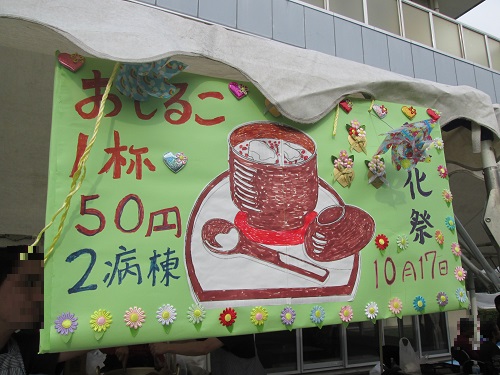 おしるこ
1杯
50円
2病棟
化祭
10月17日